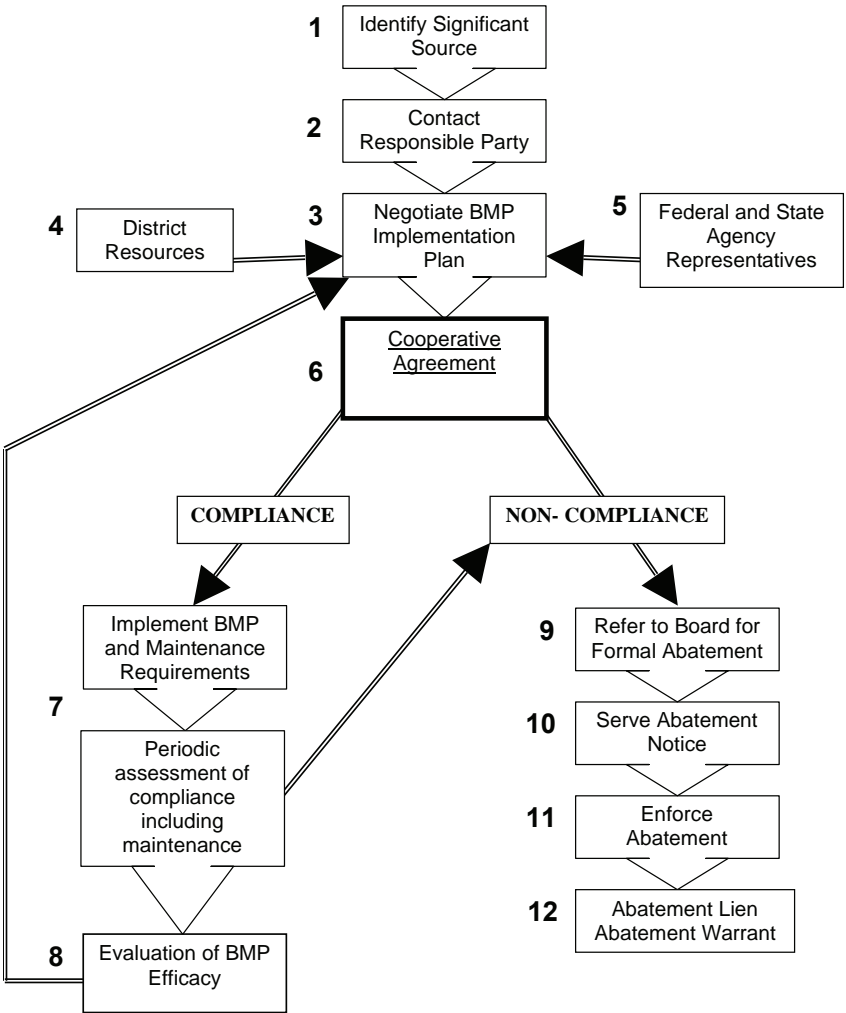 1
Identify Significant
Source
2
Contact
Responsible Party
4
District
Resources
3
Negotiate BMP
Implementation
Plan
5
Federal and State
Agency
Representatives
6
Cooperative
Agreement
COMPLIANCE
NON- COMPLIANCE
Implement BMP
and Maintenance
Requirements
7
Periodic
assessment of
compliance
including
maintenance
8
Evaluation of BMP
Efficacy
9
Refer to Board for
Formal Abatement
10
Serve Abatement
Notice
11
Enforce
Abatement
12
Abatement Lien
Abatement Warrant